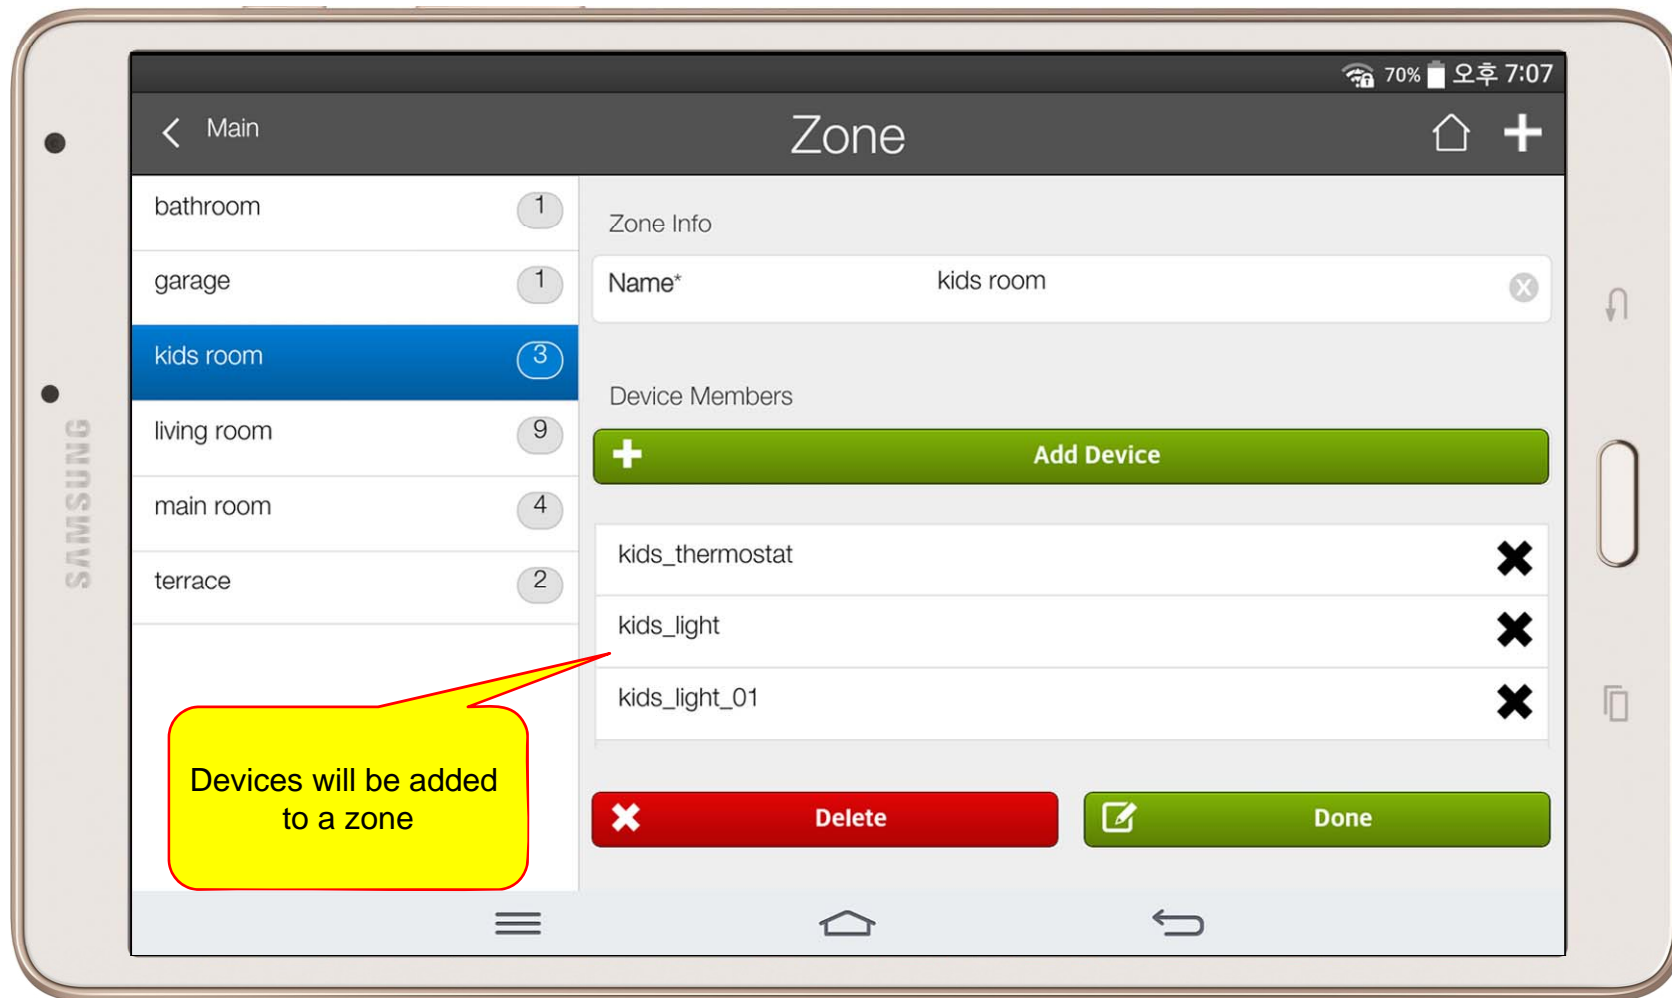 70% 오후 7:07
Main
Zone
bathroom 1
garage 1
kids room 3
living room 9
main room 4
terrace 2
Zone Info
Name* kids room
Device Members
Add Device
kids_thermostat
kids_light
kids_light_01
Delete
Done
Devices will be added
to a zone
SAMSUNG